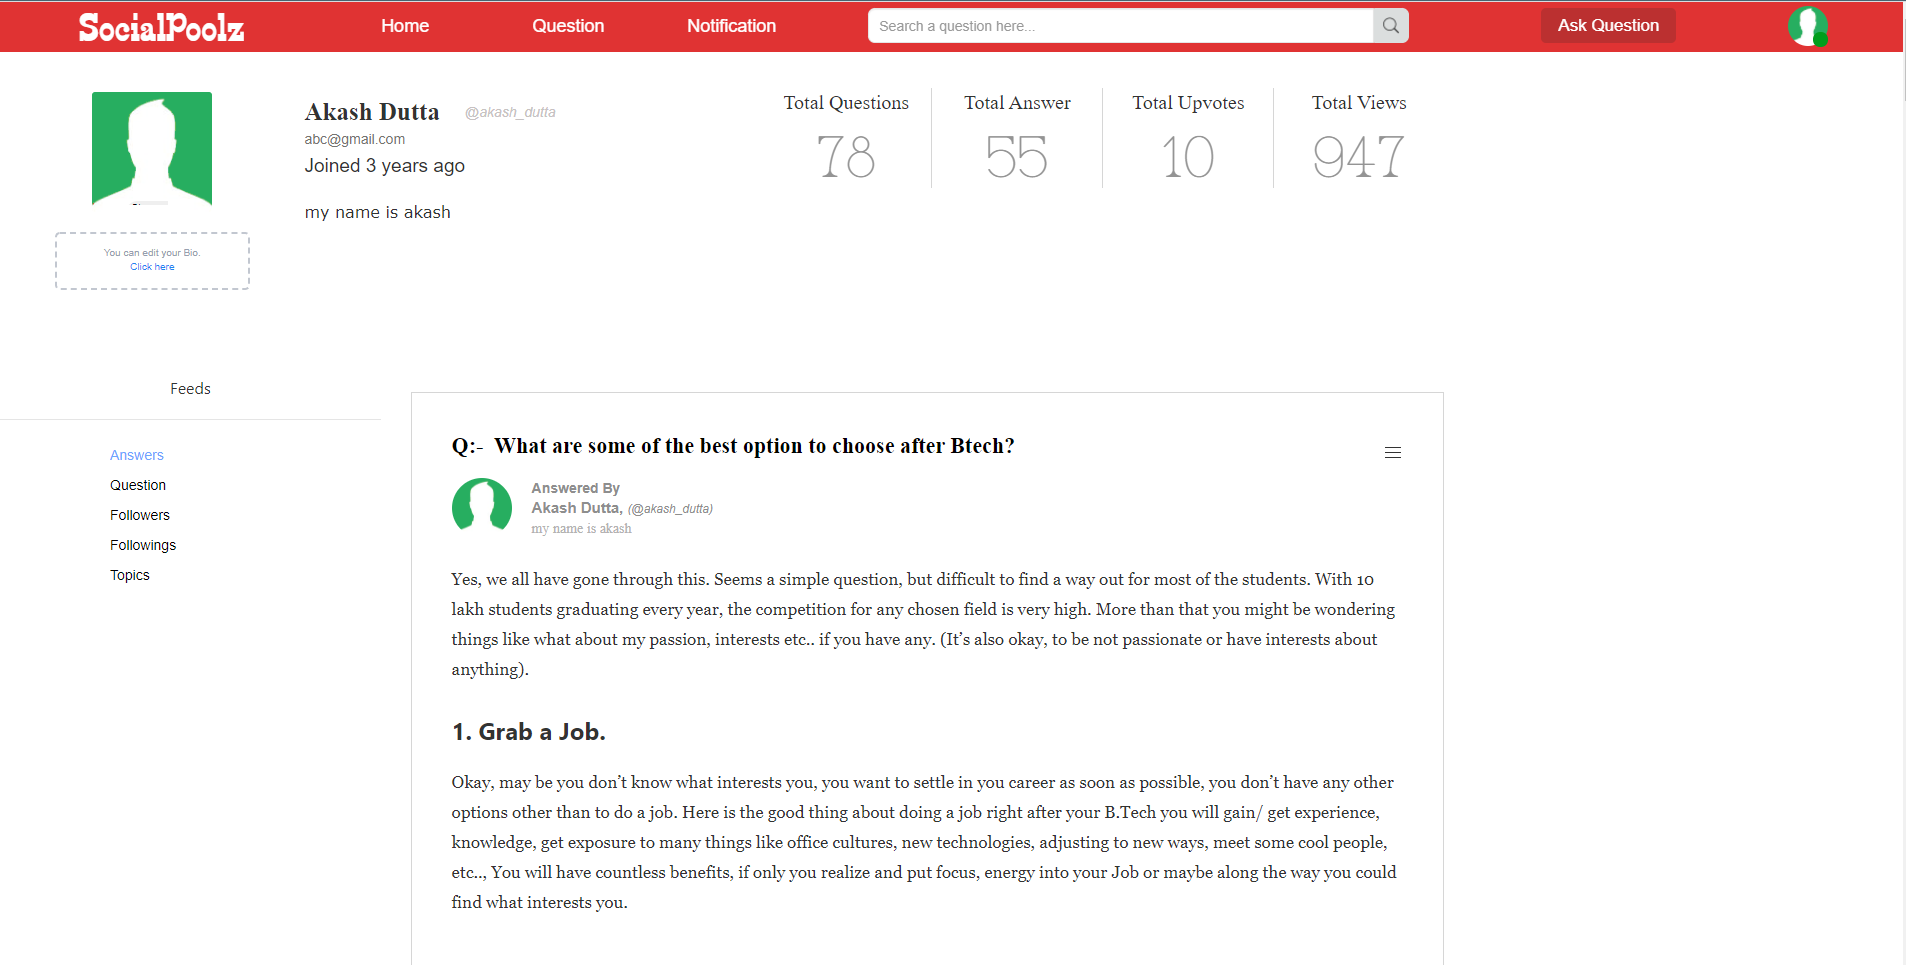 SocialPoolz
Home
Question
Notification
Search a question here...
Ask Question
Akash Dutta @akash_dutta
abc@gmail.com
Joined 3 years ago
my name is akash
Total Questions
78
Total Answer
55
Total Upvotes
10
Total Views
947
You can edit your Bio.
Click here
Feeds
Answers
Question
Followers
Followings
Topics
Q:- What are some of the best option to choose after Btech?
Answered By
Akash Dutta, (@akash_dutta)
my name is akash
Yes, we all have gone through this. Seems a simple question, but difficult to find a way out for most of the students. With 10
lakh students graduating every year, the competition for any chosen field is very high. More than that you might be wondering
things like what about my passion, interests etc.. if you have any. (It’s also okay, to be not passionate or have interests about
anything).
1. Grab a Job.
Okay, may be you don’t know what interests you, you want to settle in you career as soon as possible, you don’t have any other
options other than to do a job. Here is the good thing about doing a job right after your B.Tech you will gain/ get experience,
knowledge, get exposure to many things like office cultures, new technologies, adjusting to new ways, meet some cool people,
etc.., You will have countless benefits, if only you realize and put focus, energy into your Job or maybe along the way you could
find what interests you.